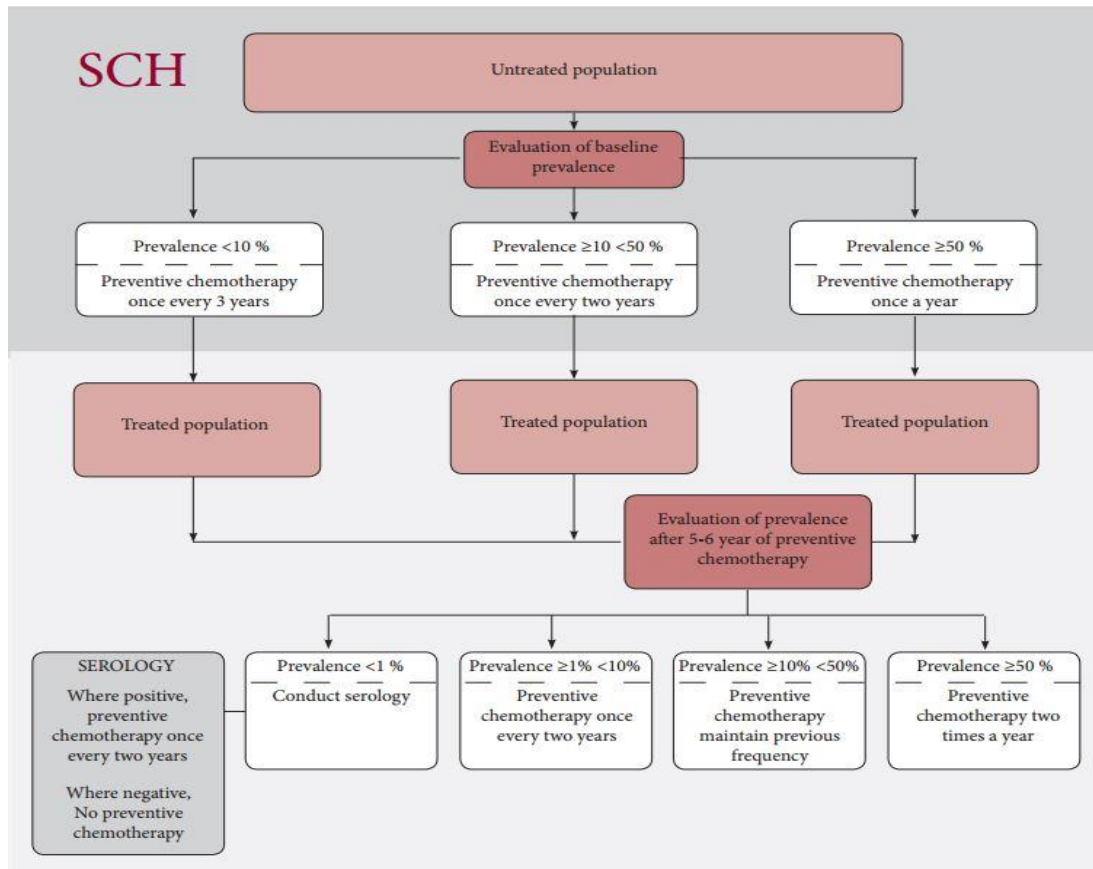 SCH
Untreated population
Evaluation of baseline
prevalence
Prevalence <10 %
Preventive chemotherapy
once every 3 years
Prevalence ≥10 <50 %
Preventive chemotherapy
once every two years
Prevalence ≥50 %
Preventive chemotherapy
once a year
Treated population
Treated population
Treated population
Evaluation of prevalence
after 5-6 year of preventive
chemotherapy
SEROLOGY
Where positive,
preventive
chemotherapy once
every two years
Where negative,
No preventive
chemotherapy
Prevalence <1 %
Conduct serology
Prevalence ≥1% <10%
Preventive
chemotherapy once
every two years
Prevalence ≥10% <50%
Preventive
chemotherapy
maintain previous
frequency
Prevalence ≥50 %
Preventive
chemotherapy two
times a year